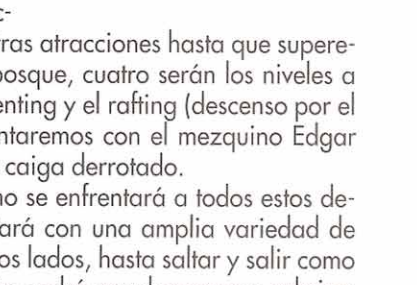 c-
ras atracciones hasta que supere-
osque, cuatro serán los niveles a
enting y el rafting (descenso por el
ntaremos con el mezquino Edgar
caiga derrotado.
no se enfrentará a todos estos de-
ará con una amplia variedad de
os lados, hasta saltar y salir como